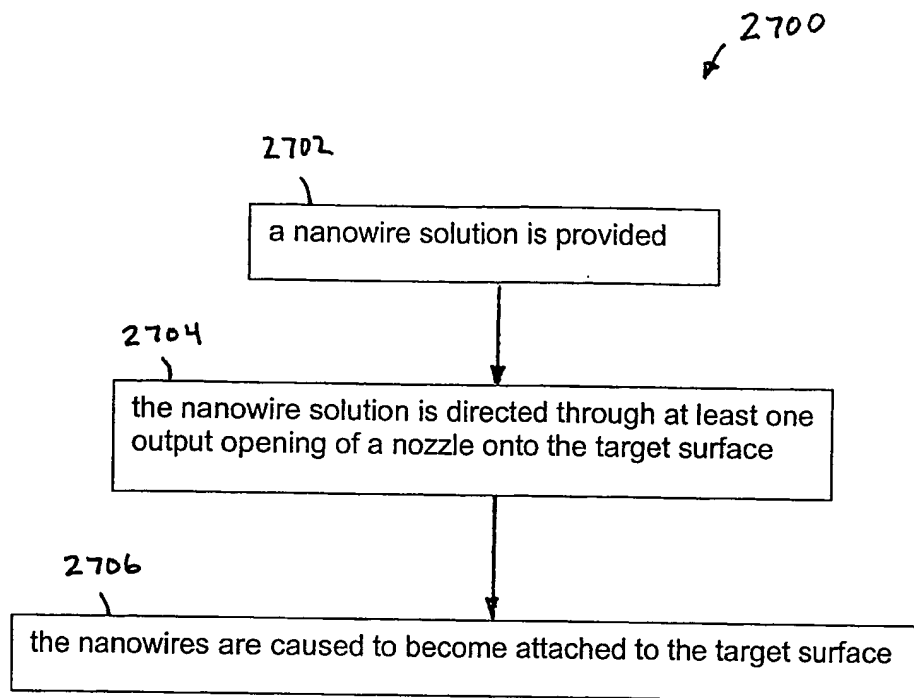 2700
2702
a nanowire solution is provided
2704
the nanowire solution is directed through at least one
output opening of a nozzle onto the target surface
2706
the nanowires are caused to become attached to the target surface